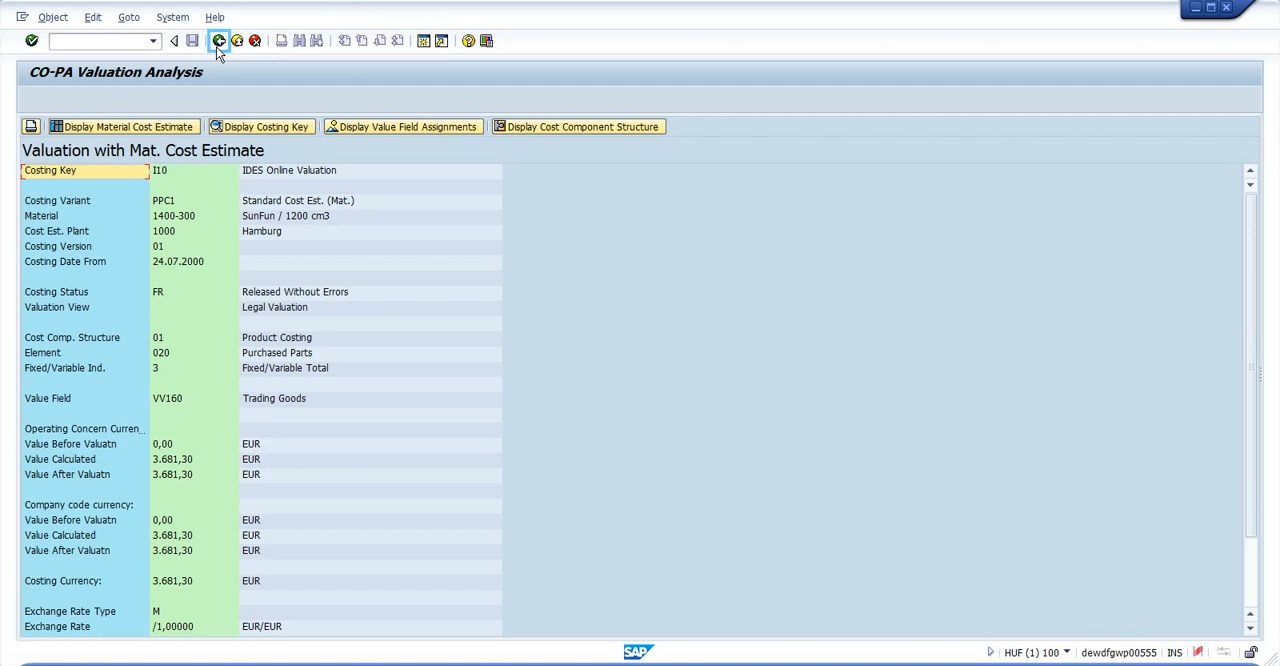 Object Edit Goto System Help
CO-PA Valuation Analysis
Display Material Cost Estimate Display Costing Key Display Value Field Assignments Display Cost Component Structure
Valuation with Mat. Cost Estimate
Costing Key I10 IDES Online Valuation
Costing Variant PPC1 Standard Cost Est. (Mat.)
Material 1400-300 SunFun / 1200 cm3
Cost Est. Plant 1000 Hamburg
Costing Version 01
Costing Date From 24.07.2000
Costing Status FR Released Without Errors
Valuation View Legal Valuation
Cost Comp. Structure 01 Product Costing
Element 020 Purchased Parts
Fixed/Variable Ind. 3 Fixed/Variable Total
Value Field VV160 Trading Goods
Operating Concern Curren...
Value Before Valuatn 0,00 EUR
Value Calculated 3.681,30 EUR
Value After Valuatn 3.681,30 EUR
Company code currency:
Value Before Valuatn 0,00 EUR
Value Calculated 3.681,30 EUR
Value After Valuatn 3.681,30 EUR
Costing Currency: 3.681,30 EUR
Exchange Rate Type M
Exchange Rate /1,00000 EUR/EUR
SAP HUF (1) 100 dewdfgwp00555 INS